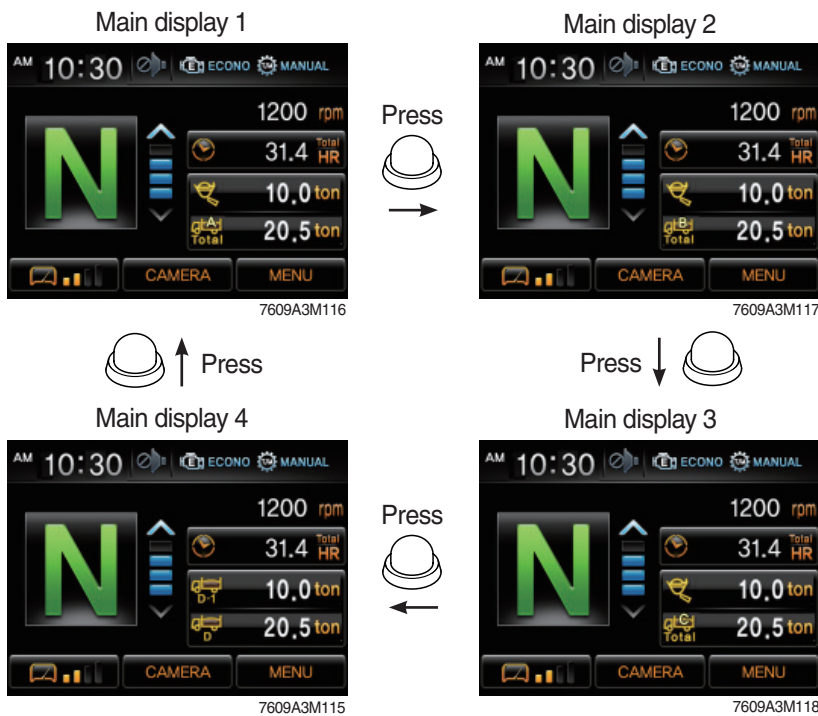 Main display 1
AM 10:30 E ECONO T/M MANUAL
1200 rpm
31.4 Total HR
10.0 ton
A Total 20.5 ton
CAMERA MENU
7609A3M116
Press
Main display 2
AM 10:30 E ECONO T/M MANUAL
1200 rpm
31.4 Total HR
10.0 ton
B Total 20.5 ton
CAMERA MENU
7609A3M117
Press
Press
Main display 4
AM 10:30 E ECONO T/M MANUAL
N
1200 rpm
31.4 Total HR
D-1 10.0 ton
D 20.5 ton
CAMERA MENU
7609A3M115
Press
Main display 3
AM 10:30 E ECONO T/M MANUAL
N
1200 rpm
31.4 Total HR
10.0 ton
C Total 20.5 ton
CAMERA MENU
7609A3M118